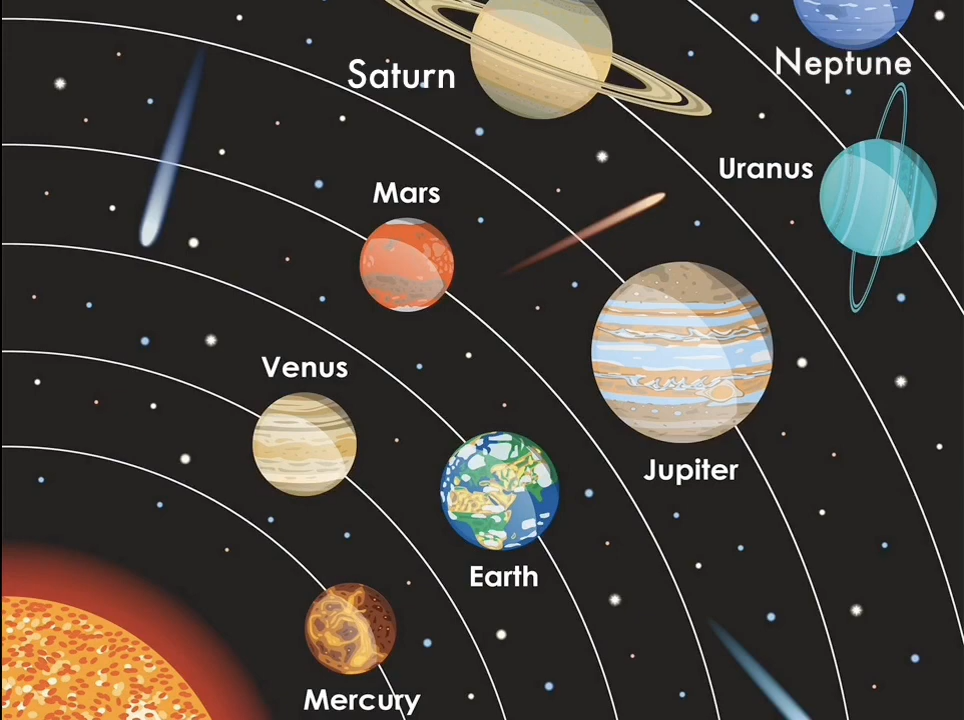 Neptune
Saturn
Uranus
Mars
Venus
Jupiter
Earth
Mercury